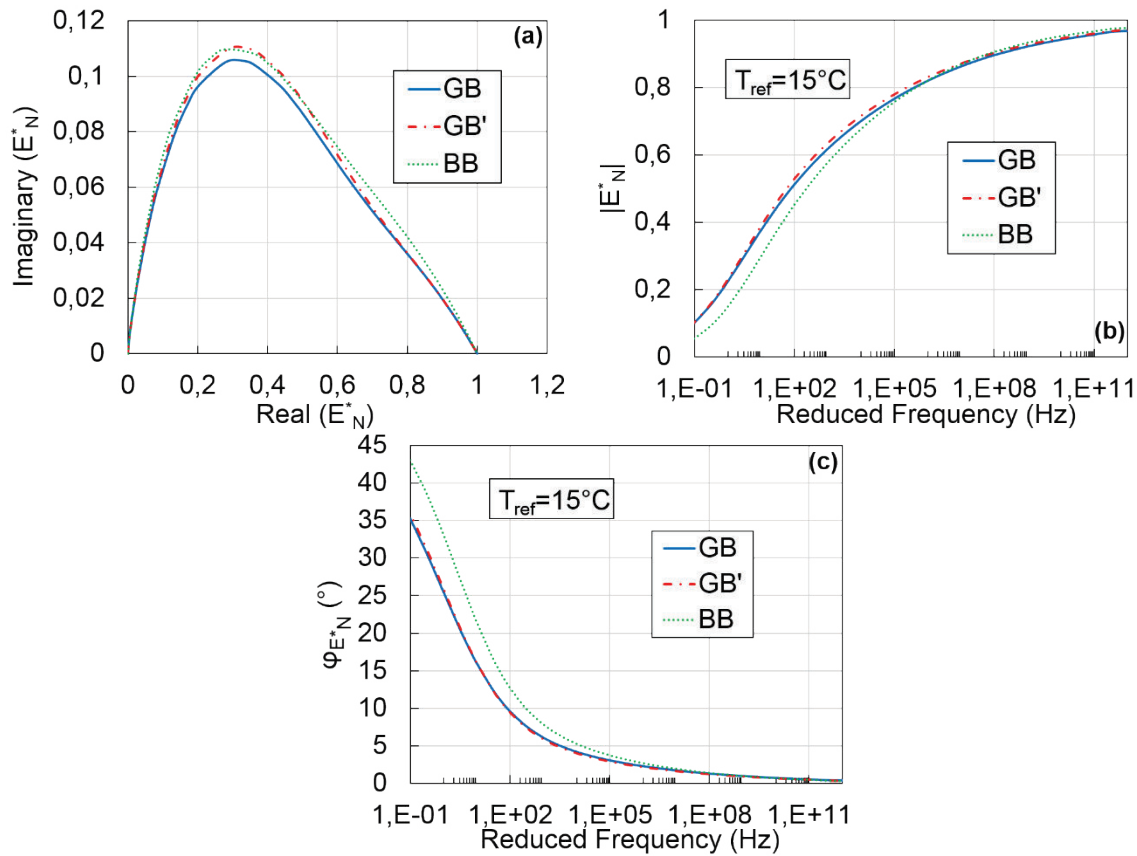 (a)
0,12
0,1
0,08
0,06
0,04
0,02
0
Imaginary (E*N)
GB
GB'
BB
0 0,2 0,4 0,6 0,8 1 1,2
Real (E*N)
(b)
1
0,8
0,6
0,4
0,2
0
|E*N|
Tref=15°C
GB
GB'
BB
1,E-01 1,E+02 1,E+05 1,E+08 1,E+11
Reduced Frequency (Hz)
(c)
45
40
35
30
25
20
15
10
5
0
φE*N (°)
Tref=15°C
GB
GB'
BB
1,E-01 1,E+02 1,E+05 1,E+08 1,E+11
Reduced Frequency (Hz)